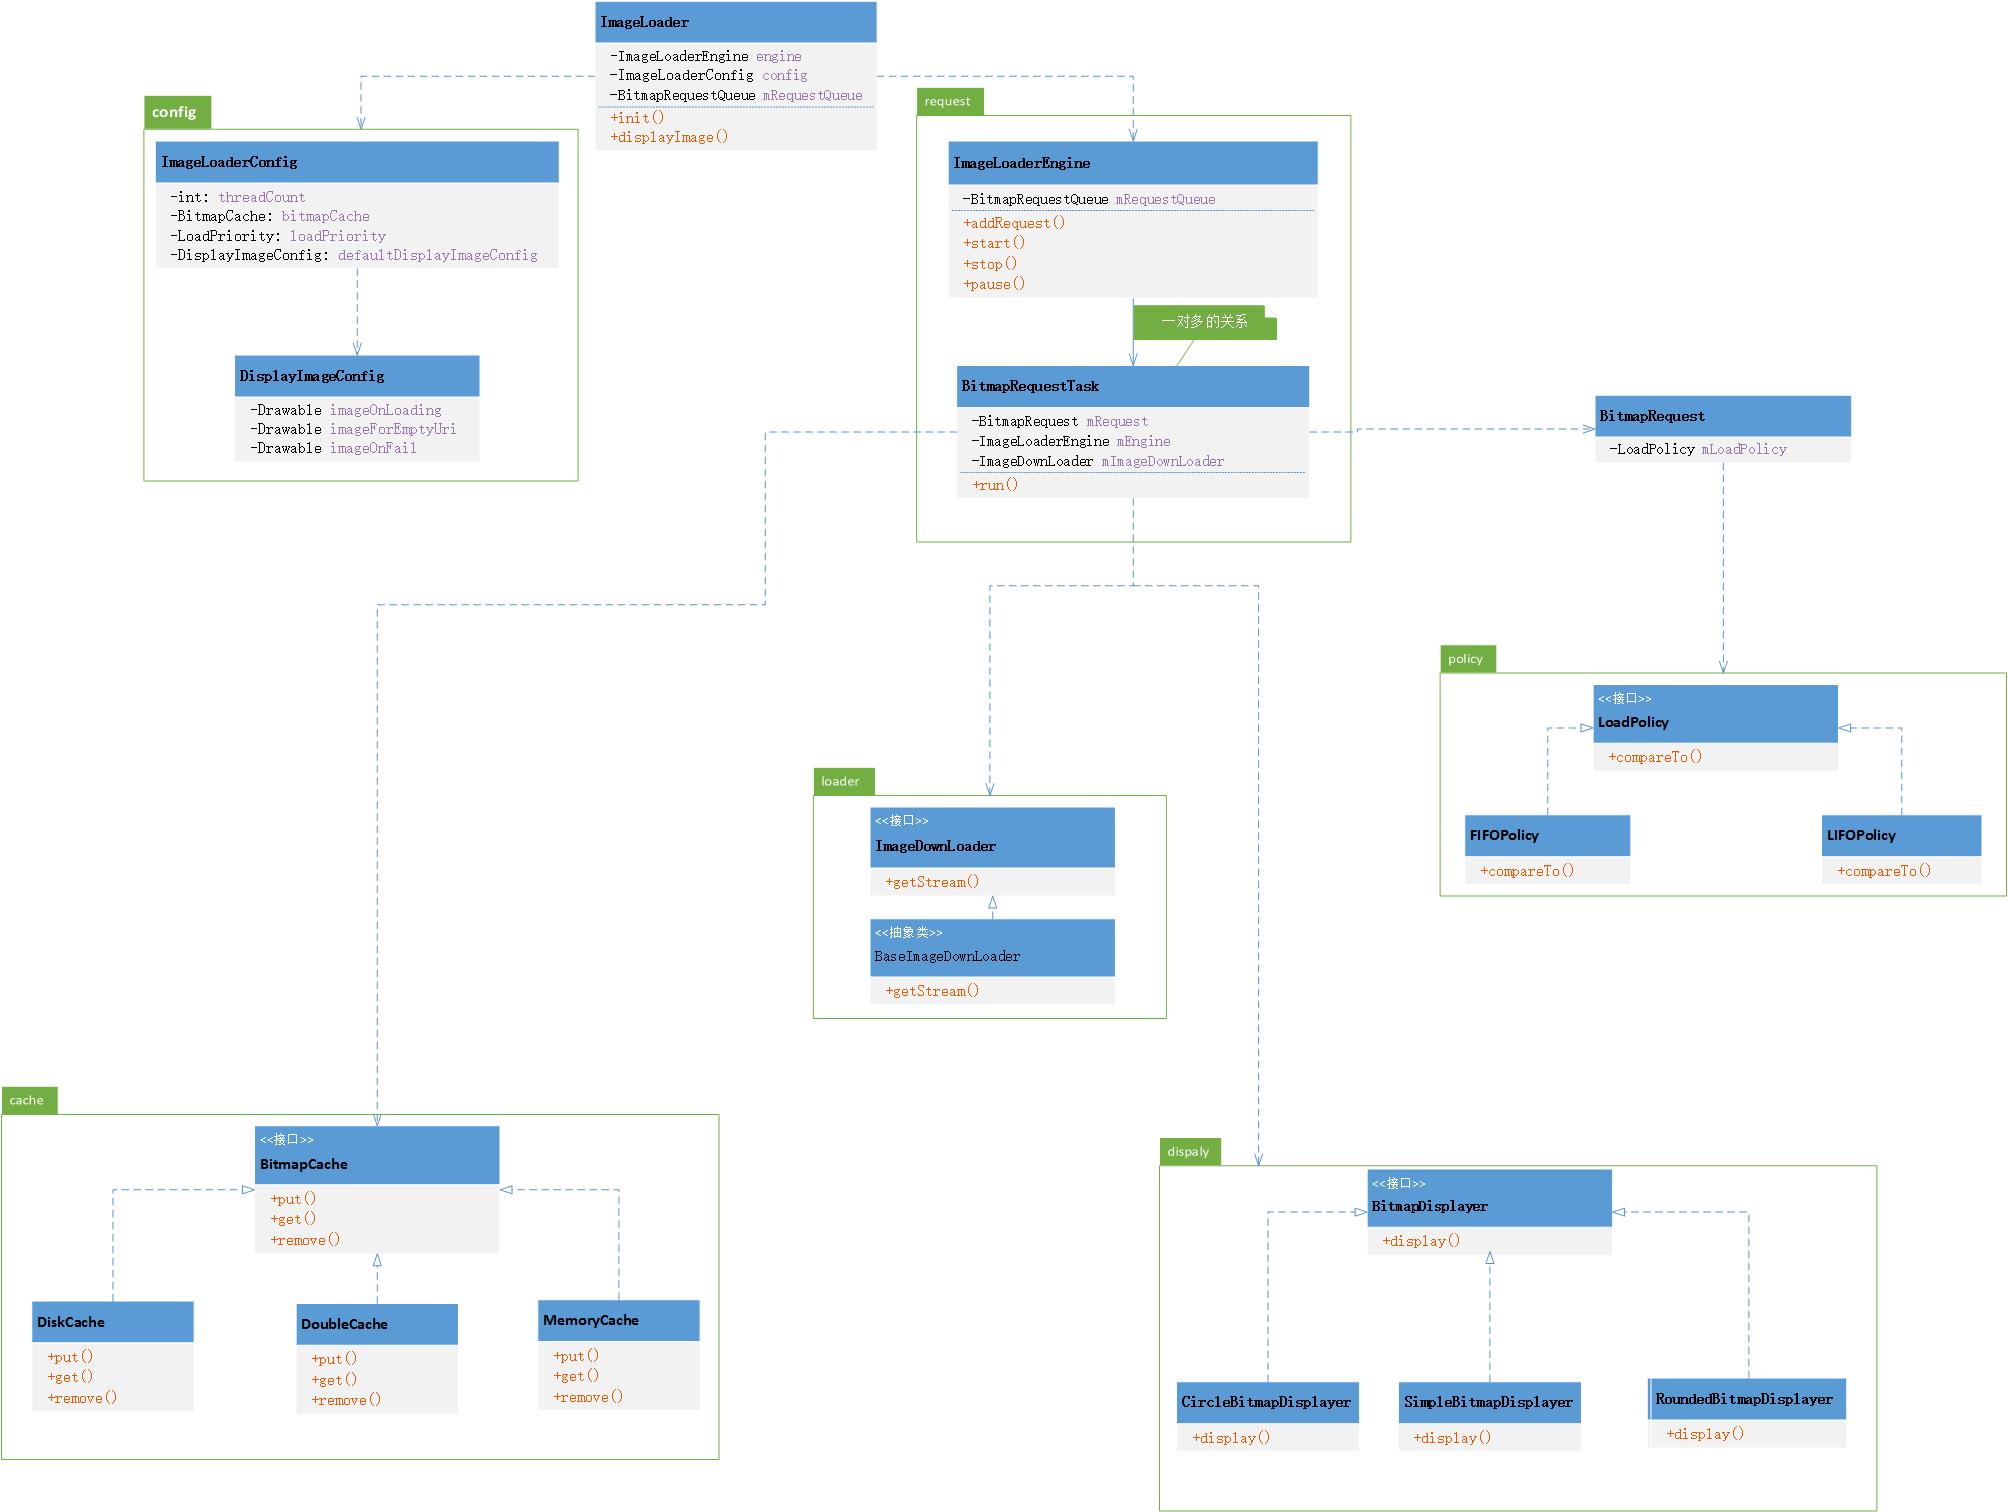 ImageLoader
-ImageLoaderEngine engine
-ImageLoaderConfig config
-BitmapRequestQueue mRequestQueue
+init()
+displayImage()
config
ImageLoaderConfig
-int: threadCount
-BitmapCache: bitmapCache
-LoadPriority: loadPriority
-DisplayImageConfig: defaultDisplayImageConfig
DisplayImageConfig
-Drawable imageOnLoading
-Drawable imageForEmptyUri
-Drawable imageOnFail
request
ImageLoaderEngine
-BitmapRequestQueue mRequestQueue
+addRequest()
+start()
+stop()
+pause()
一对多的关系
BitmapRequestTask
-BitmapRequest mRequest
-ImageLoaderEngine mEngine
-ImageDownLoader mImageDownLoader
+run()
BitmapRequest
-LoadPolicy mLoadPolicy
policy
<<接口>>
LoadPolicy
+compareTo()
FIFOPolicy
+compareTo()
LIFOPolicy
+compareTo()
loader
<<接口>>
ImageDownLoader
+getStream()
<<抽象类>>
BaseImageDownLoader
+getStream()
cache
<<接口>>
BitmapCache
+put()
+get()
+remove()
DiskCache
+put()
+get()
+remove()
DoubleCache
+put()
+get()
+remove()
MemoryCache
+put()
+get()
+remove()
dispaly
<<接口>>
BitmapDisplayer
+display()
CircleBitmapDisplayer
+display()
SimpleBitmapDisplayer
+display()
RoundedBitmapDisplayer
+display()